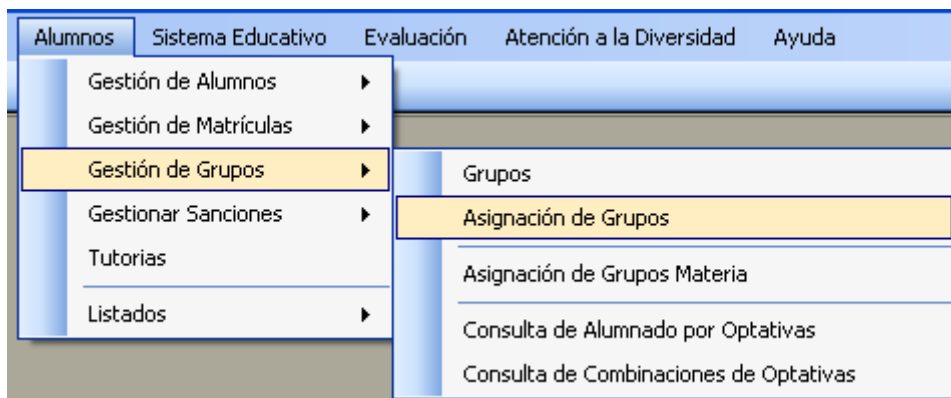 Alumnos Sistema Educativo Evaluación Atención a la Diversidad Ayuda
Gestión de Alumnos
Gestión de Matrículas
Gestión de Grupos
Gestionar Sanciones
Tutorias
Listados
Grupos
Asignación de Grupos
Asignación de Grupos Materia
Consulta de Alumnado por Optativas
Consulta de Combinaciones de Optativas